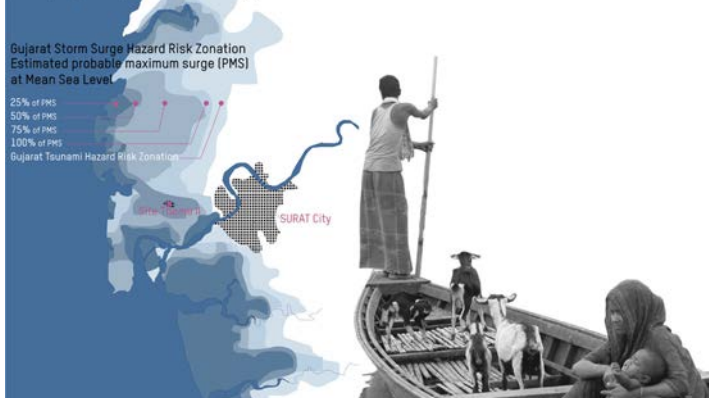 Gujarat Storm Surge Hazard Risk Zonation
Estimated probable maximum surge (PMS)
at Mean Sea Level
25% of PMS
50% of PMS
75% of PMS
100% of PMS
Gujarat Tsunami Hazard Risk Zonation
Site
SURAT City